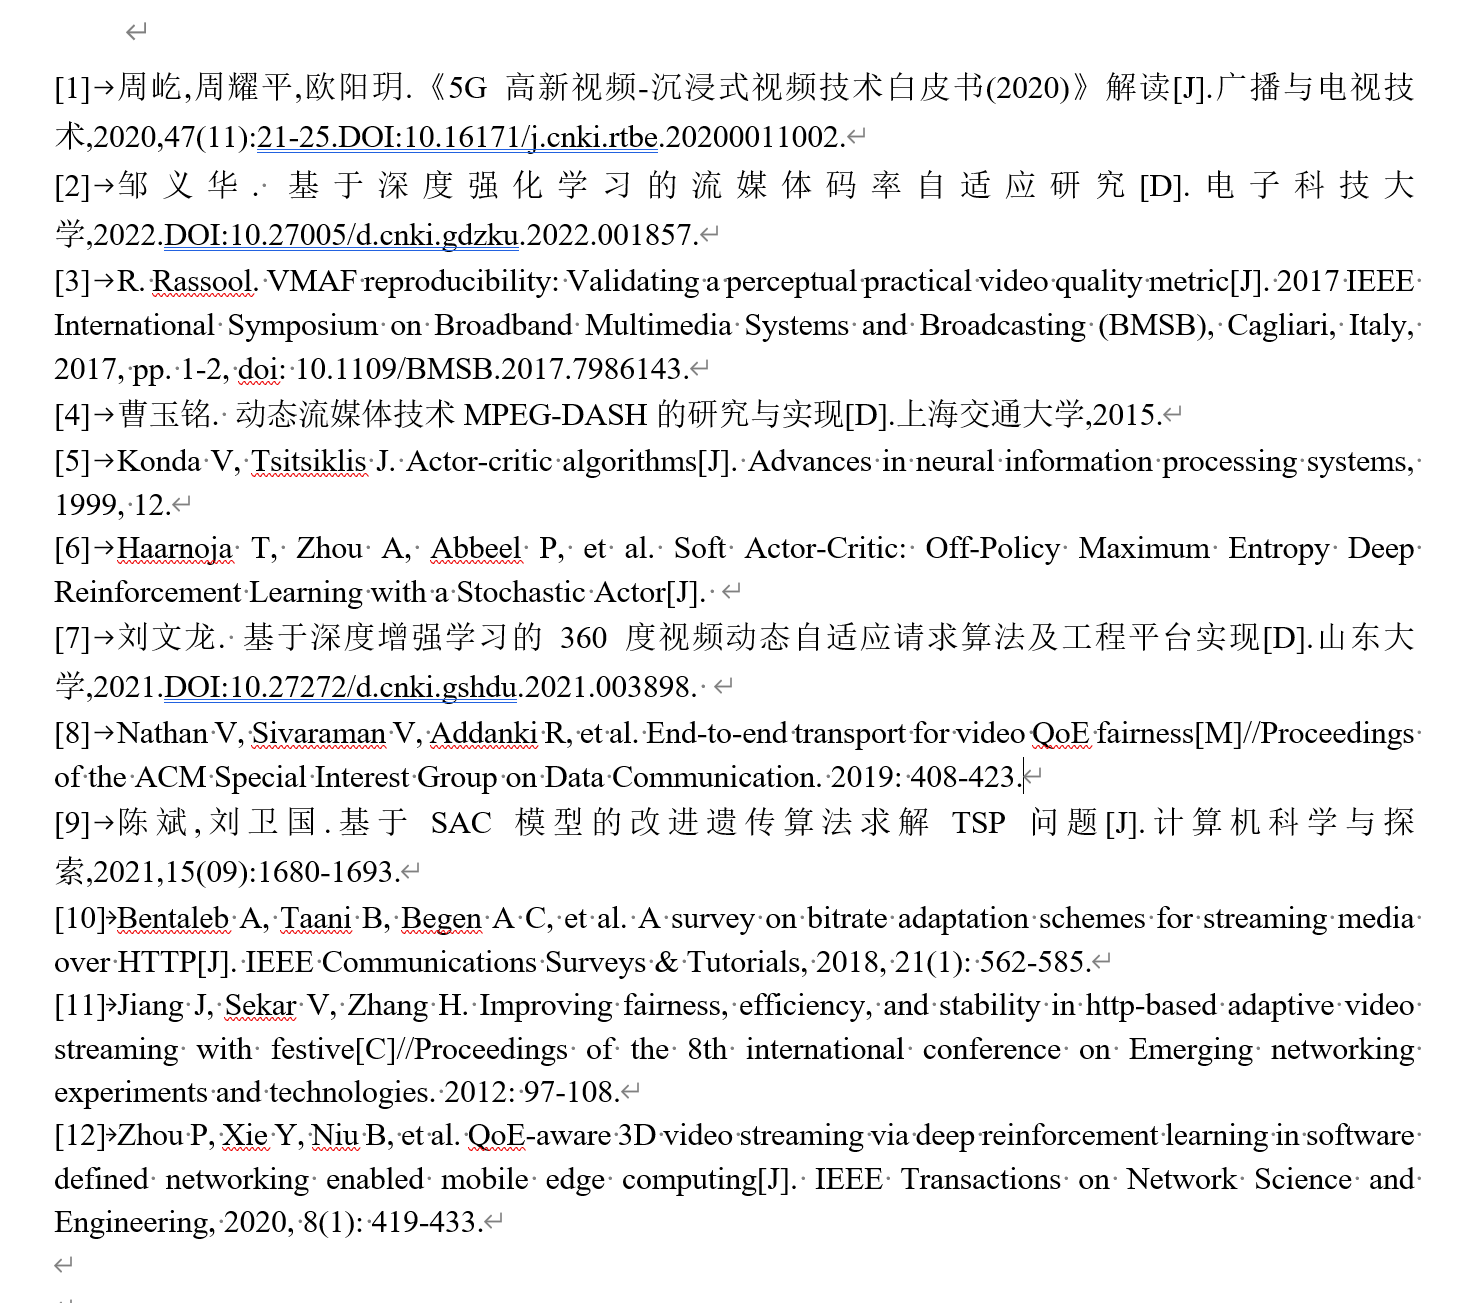 [1]→周屹,周耀平,欧阳玥.《5G 高新视频-沉浸式视频技术白皮书(2020)》解读[J].广播与电视技
术,2020,47(11):21-25.DOI:10.16171/j.cnki.rtbe.20200011002.
[2]→邹义华. 基于深度强化学习的流媒体码率自适应研究[D].电子科技大
学,2022.DOI:10.27005/d.cnki.gdzku.2022.001857.
[3]→R. Rassool. VMAF reproducibility: Validating a perceptual practical video quality metric[J]. 2017 IEEE
International Symposium on Broadband Multimedia Systems and Broadcasting (BMSB), Cagliari, Italy,
2017, pp. 1-2, doi: 10.1109/BMSB.2017.7986143.
[4]→曹玉铭. 动态流媒体技术 MPEG-DASH 的研究与实现[D].上海交通大学,2015.
[5]→Konda V, Tsitsiklis J. Actor-critic algorithms[J]. Advances in neural information processing systems,
1999, 12.
[6]→Haarnoja T, Zhou A, Abbeel P, et al. Soft Actor-Critic: Off-Policy Maximum Entropy Deep
Reinforcement Learning with a Stochastic Actor[J].
[7]→刘文龙. 基于深度增强学习的 360 度视频动态自适应请求算法及工程平台实现[D].山东大
学,2021.DOI:10.27272/d.cnki.gshdu.2021.003898.
[8]→Nathan V, Sivaraman V, Addanki R, et al. End-to-end transport for video QoE fairness[M]//Proceedings
of the ACM Special Interest Group on Data Communication. 2019: 408-423.
[9]→陈斌,刘卫国.基于 SAC 模型的改进遗传算法求解 TSP 问题[J].计算机科学与探
索,2021,15(09):1680-1693.
[10]→Bentaleb A, Taani B, Begen A C, et al. A survey on bitrate adaptation schemes for streaming media
over HTTP[J]. IEEE Communications Surveys & Tutorials, 2018, 21(1): 562-585.
[11]→Jiang J, Sekar V, Zhang H. Improving fairness, efficiency, and stability in http-based adaptive video
streaming with festive[C]//Proceedings of the 8th international conference on Emerging networking
experiments and technologies. 2012: 97-108.
[12]→Zhou P, Xie Y, Niu B, et al. QoE-aware 3D video streaming via deep reinforcement learning in software
defined networking enabled mobile edge computing[J]. IEEE Transactions on Network Science and
Engineering, 2020, 8(1): 419-433.